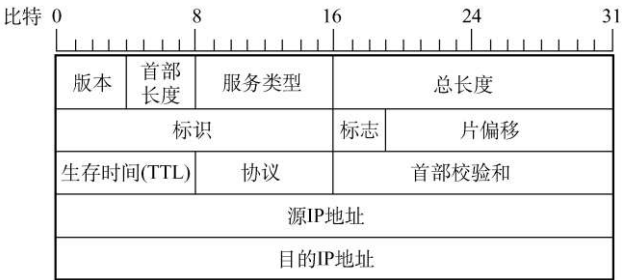 比特 0 8 16 24 31
版本 首部长度 服务类型 总长度
标识 标志 片偏移
生存时间(TTL) 协议 首部校验和
源IP地址
目的IP地址